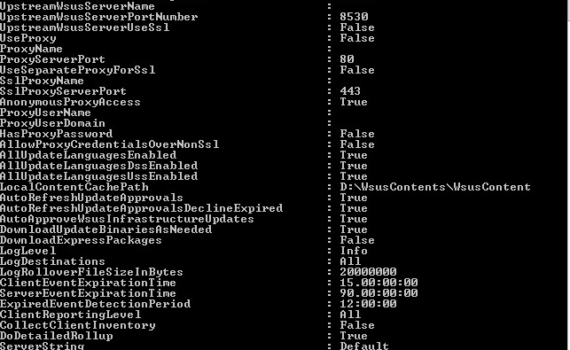 UpstreamWsusServerName :
UpstreamWsusServerPortNumber : 8530
UpstreamWsusServerUseSsl : False
UseProxy : False
ProxyName :
ProxyServerPort : 80
UseSeparateProxyForSsl : False
SslProxyName :
SslProxyServerPort : 443
AnonymousProxyAccess : True
ProxyUserName :
ProxyUserDomain :
HasProxyPassword : False
AllowProxyCredentialsOverNonSsl : False
AllUpdateLanguagesEnabled : True
AllUpdateLanguagesDssEnabled : True
AllUpdateLanguagesUssEnabled : True
LocalContentCachePath : D:\WsusContents\WsusContent
AutoRefreshUpdateApprovals : True
AutoRefreshUpdateApprovalsDeclineExpired : True
AutoApproveWsusInfrastructureUpdates : True
DownloadUpdateBinariesAsNeeded : True
DownloadExpressPackages : False
LogLevel : Info
LogDestinations : All
LogRolloverFileSizeInBytes : 20000000
ClientEventExpirationTime : 15.00:00:00
ServerEventExpirationTime : 90.00:00:00
ExpiredEventDetectionPeriod : 12:00:00
ClientReportingLevel : All
CollectClientInventory : False
DoDetailedRollup : True
ServerString : Default